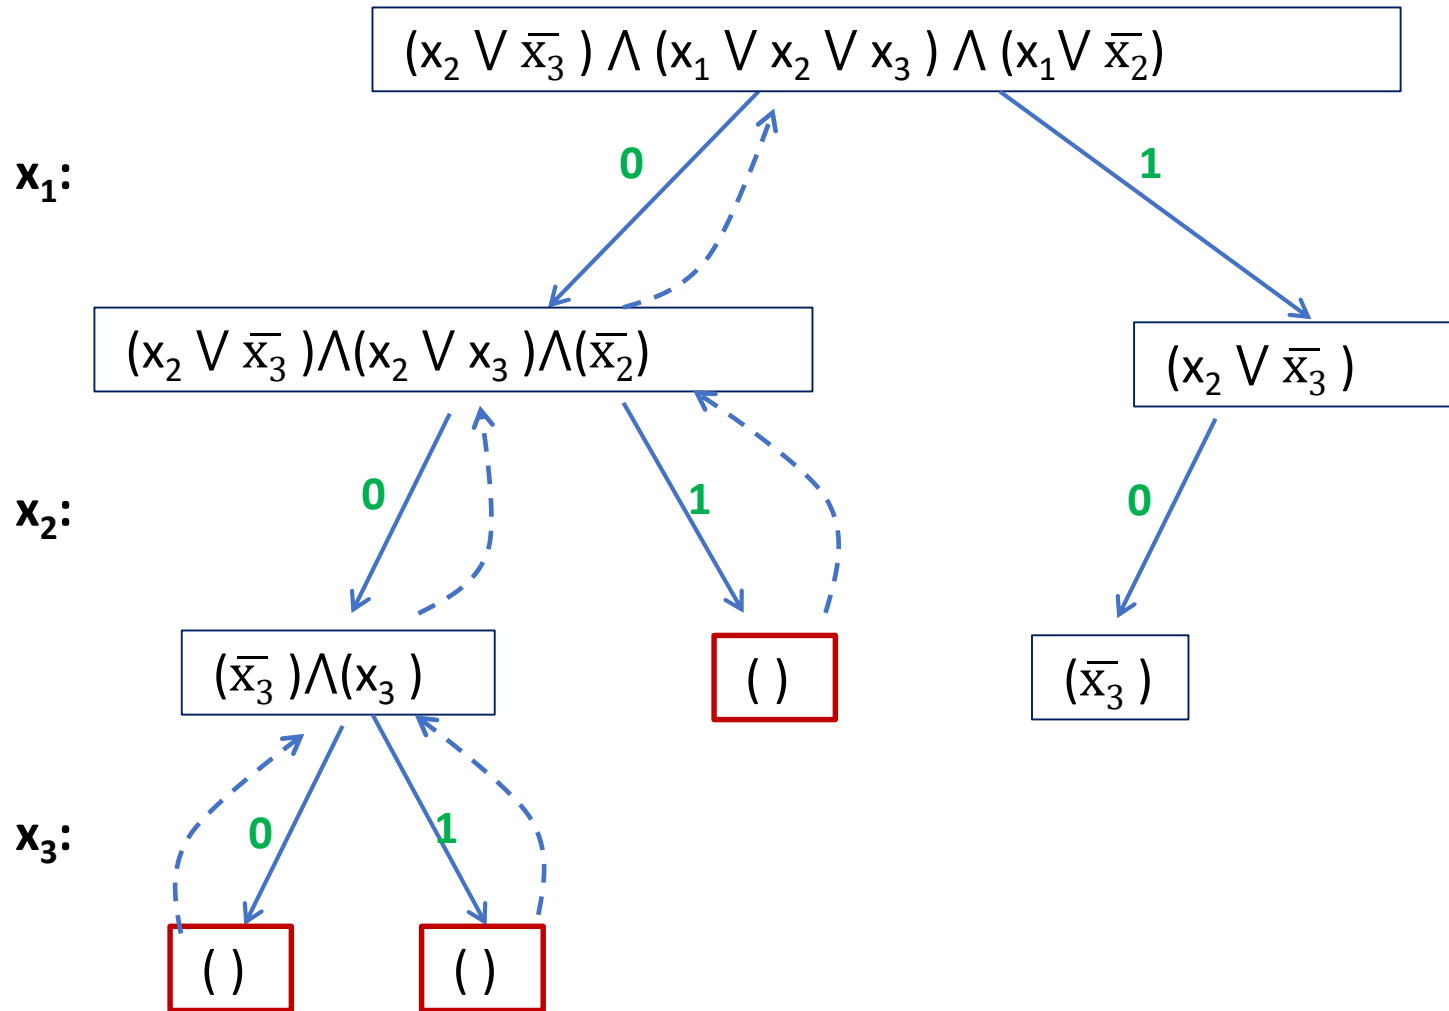 (x₂ ⋁ x̅₃ ) ⋀ (x₁ ⋁ x₂ ⋁ x₃ ) ⋀ (x₁⋁ x̅₂)
x₁: 0 1
(x₂ ⋁ x̅₃ )⋀(x₂ ⋁ x₃ )⋀(x̅₂) (x₂ ⋁ x̅₃ )
x₂: 0 1 0
(x̅₃ )⋀(x₃ ) ( ) (x̅₃ )
x₃: 0 1
( ) ( )